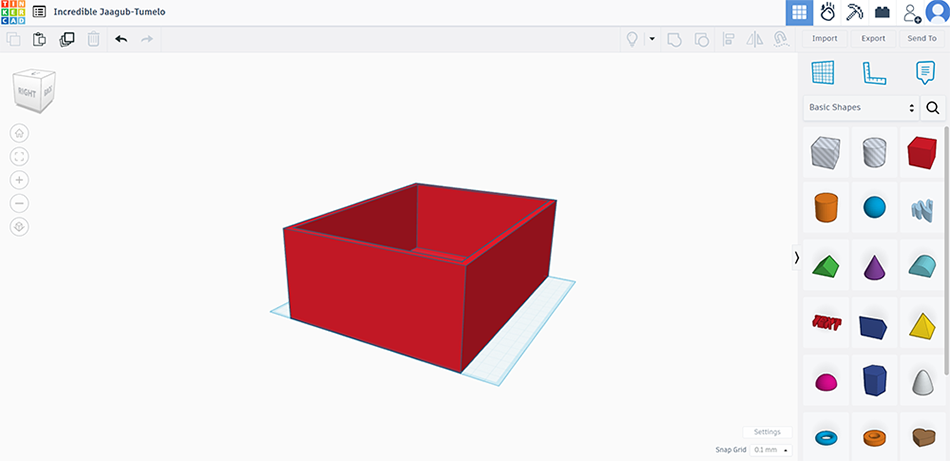 TIN
KER
CAD
Incredible Jaagub-Tumelo
Import
Export
Send To
Basic Shapes
RIGHT
BACK
TEXT
Settings
Snap Grid
0.1 mm